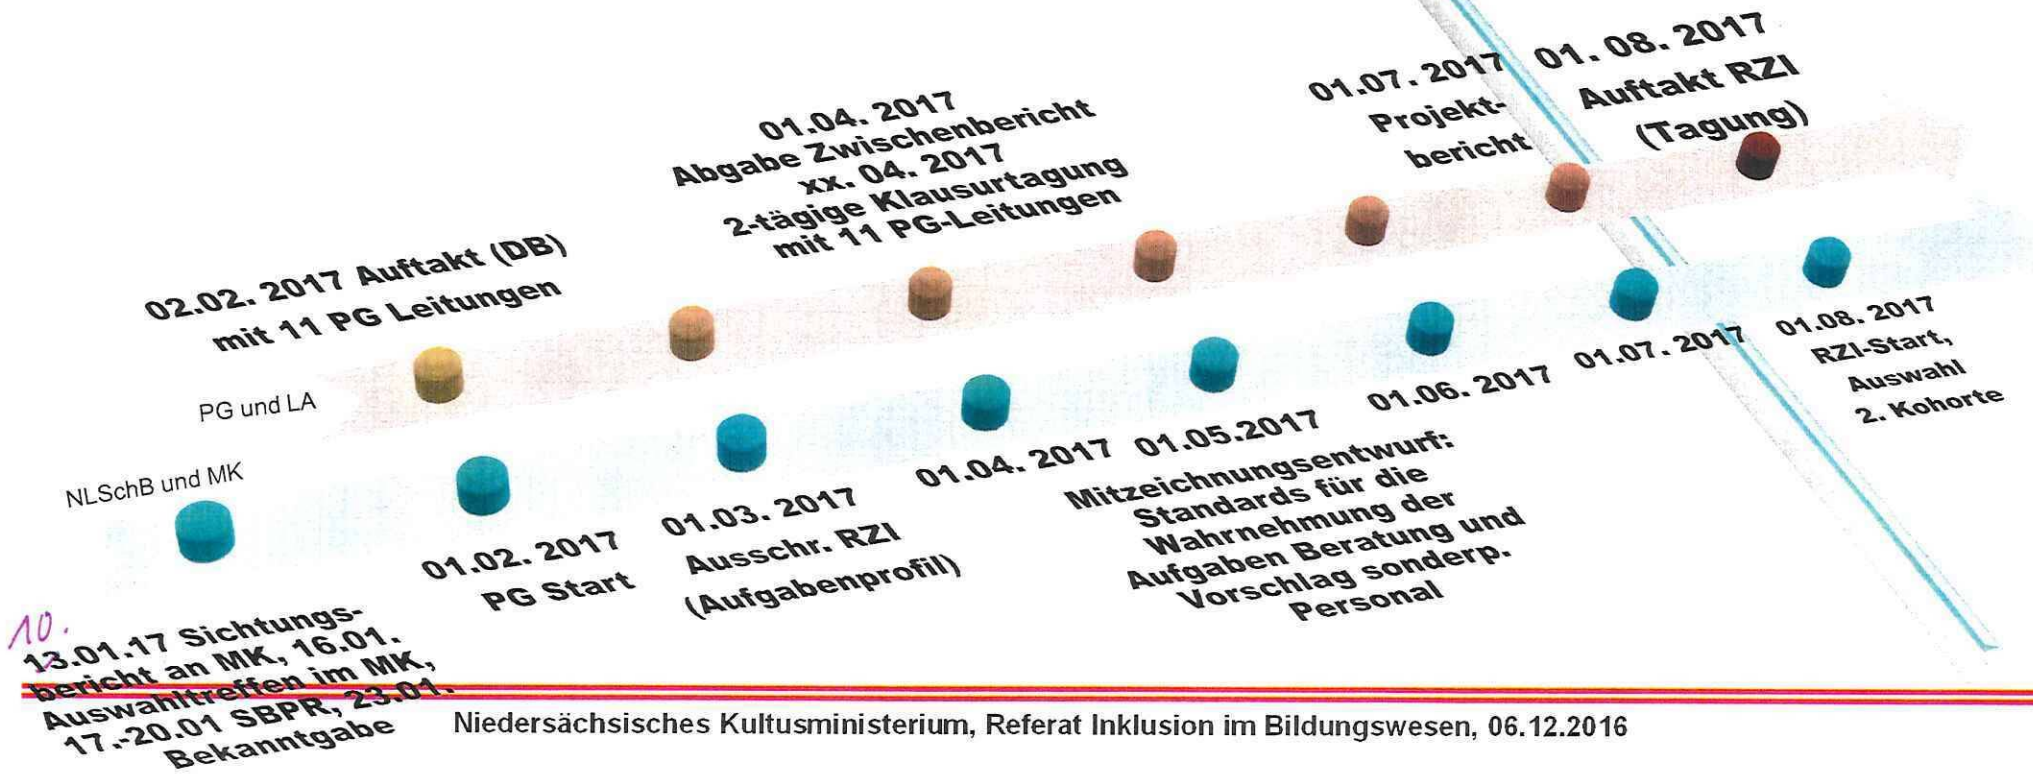 02.02. 2017 Auftakt (DB)
mit 11 PG Leitungen
01.04. 2017
Abgabe Zwischenbericht
xx. 04. 2017
2-tägige Klausurtagung
mit 11 PG-Leitungen
01.07. 2017
Projekt-
bericht
01. 08. 2017
Auftakt RZI
(Tagung)
PG und LA
NLSchB und MK
10.
13.01.17 Sichtungs-
bericht an MK, 16.01.
Auswahltreffen im MK,
17.-20.01 SBPR, 23.01.
Bekanntgabe
01.02. 2017
PG Start
01.03. 2017
Ausschr. RZI
(Aufgabenprofil)
01.04. 2017
01.05.2017
Mitzeichnungsentwurf:
Standards für die
Wahrnehmung der
Aufgaben Beratung und
Vorschlag sonderp.
Personal
01.06. 2017
01.07. 2017
01.08. 2017
RZI-Start,
Auswahl
2. Kohorte
Niedersächsisches Kultusministerium, Referat Inklusion im Bildungswesen, 06.12.2016